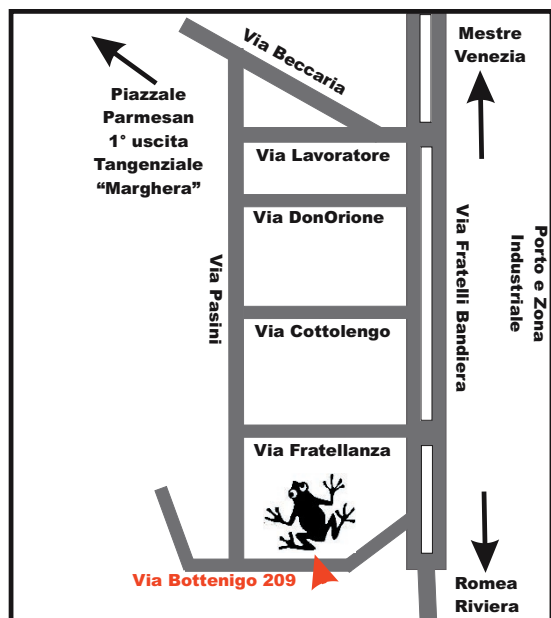 Via Beccaria
Mestre
Venezia
Piazzale
Parmesan
1° uscita
Tangenziale
“Marghera”
Via Lavoratore
Via DonOrione
Via Pasini
Via Fratelli Bandiera
Porto e Zona
Industriale
Via Cottolengo
Via Fratellanza
Via Bottenigo 209
Romea
Riviera